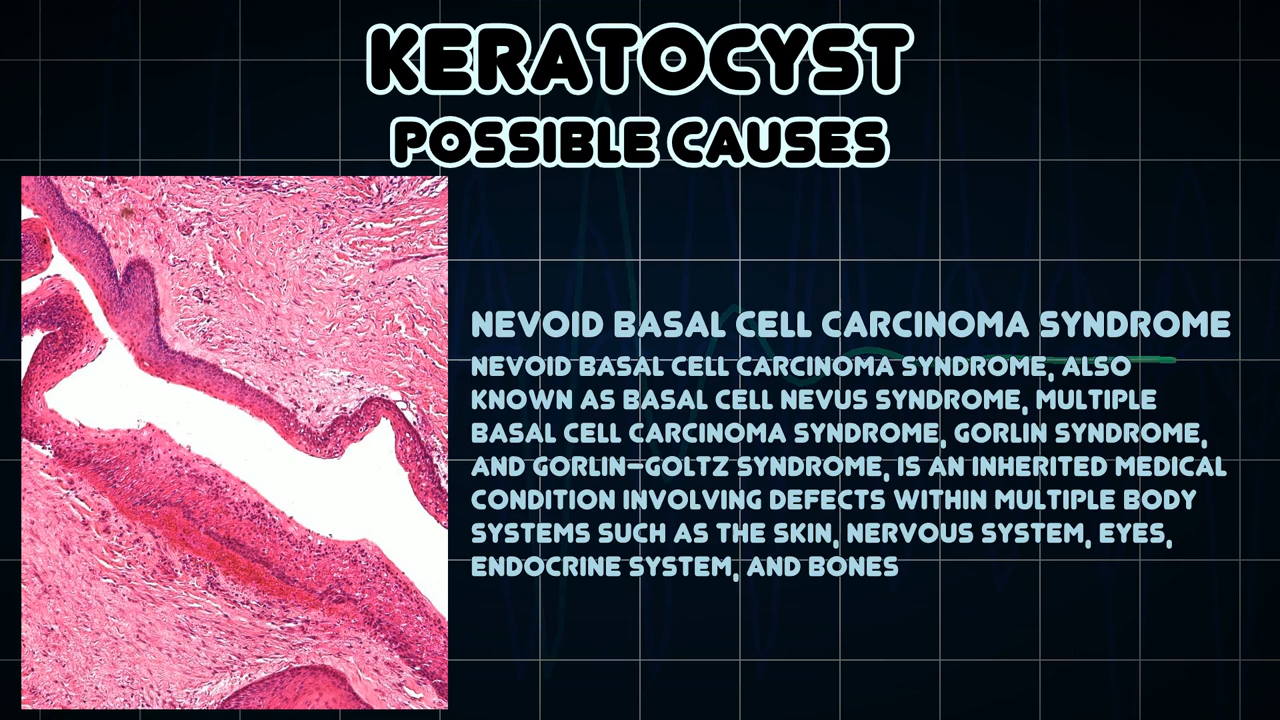 KERATOCYST
POSSIBLE CAUSES
NEVOID BASAL CELL CARCINOMA SYNDROME
NEVOID BASAL CELL CARCINOMA SYNDROME, ALSO
KNOWN AS BASAL CELL NEVUS SYNDROME, MULTIPLE
BASAL CELL CARCINOMA SYNDROME, GORLIN SYNDROME,
AND GORLIN–GOLTZ SYNDROME, IS AN INHERITED MEDICAL
CONDITION INVOLVING DEFECTS WITHIN MULTIPLE BODY
SYSTEMS SUCH AS THE SKIN, NERVOUS SYSTEM, EYES,
ENDOCRINE SYSTEM, AND BONES